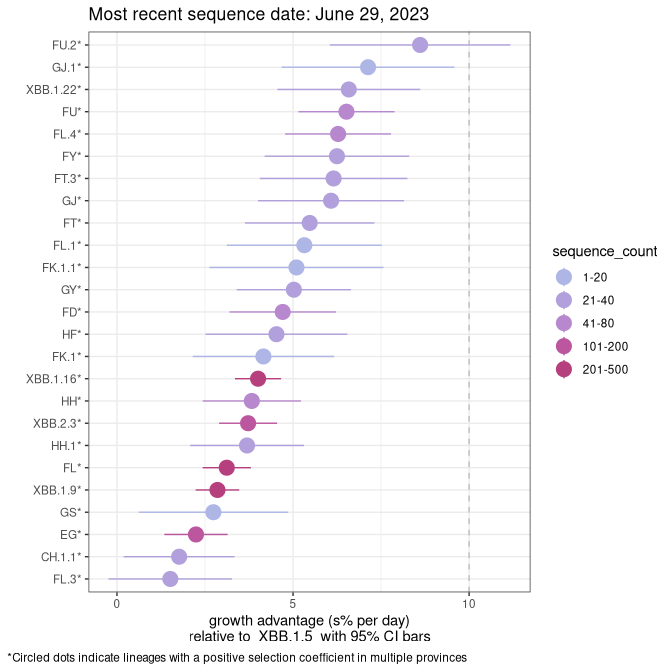 Most recent sequence date: June 29, 2023
FU.2*
GJ.1*
XBB.1.22*
FU*
FL.4*
FY*
FT.3*
GJ*
FT*
FL.1*
FK.1.1*
GY*
FD*
HF*
FK.1*
XBB.1.16*
HH*
XBB.2.3*
HH.1*
FL*
XBB.1.9*
GS*
EG*
CH.1.1*
FL.3*
0 5 10
growth advantage (s% per day)
relative to XBB.1.5 with 95% CI bars
sequence_count
1-20
21-40
41-80
101-200
201-500
*Circled dots indicate lineages with a positive selection coefficient in multiple provinces